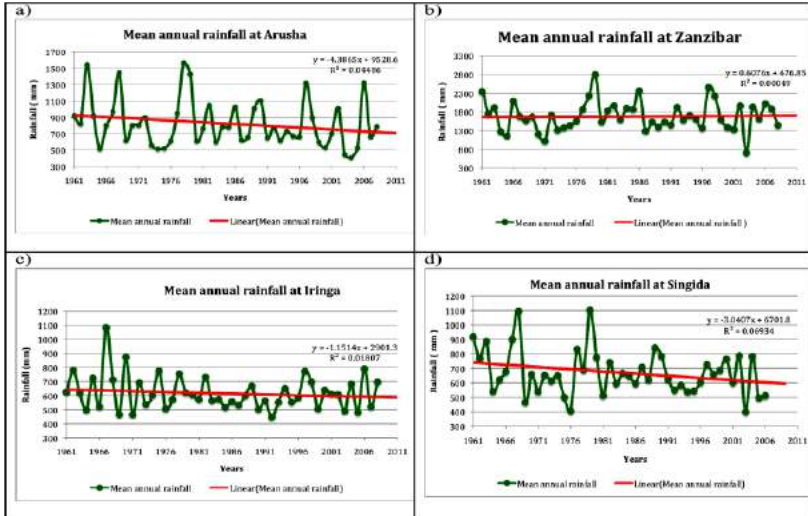 a)
Mean annual rainfall at Arusha
y = -4.3865x + 9528.6
R² = 0.04486
Rainfall ( mm )
1700
1500
1300
1100
900
700
500
300
1961 1966 1971 1976 1981 1986 1991 1996 2001 2006 2011
Years
Mean annual rainfall Linear(Mean annual rainfall)
b)
Mean annual rainfall at Zanzibar
y = 0.6076x + 476.85
R² = 0.00049
Rainfall ( mm )
3300
2800
2300
1800
1300
800
300
1961 1966 1971 1976 1981 1986 1991 1996 2001 2006 2011
Years
Mean annual rainfall Linear(Mean annual rainfall )
c)
Mean annual rainfall at Iringa
y = -1.1514x + 2901.3
R² = 0.01807
Rainfall (mm)
1200
1100
1000
900
800
700
600
500
400
300
1961 1966 1971 1976 1981 1986 1991 1996 2001 2006 2011
Years
Mean annual rainfall Linear(Mean annual rainfall)
d)
Mean annual rainfall at Singida
y = -3.0407x + 6701.8
R² = 0.06934
Rainfall ( mm )
1200
1100
1000
900
800
700
600
500
400
300
1961 1966 1971 1976 1981 1986 1991 1996 2001 2006 2011
Years
Mean annual rainfall Linear(Mean annual rainfall)